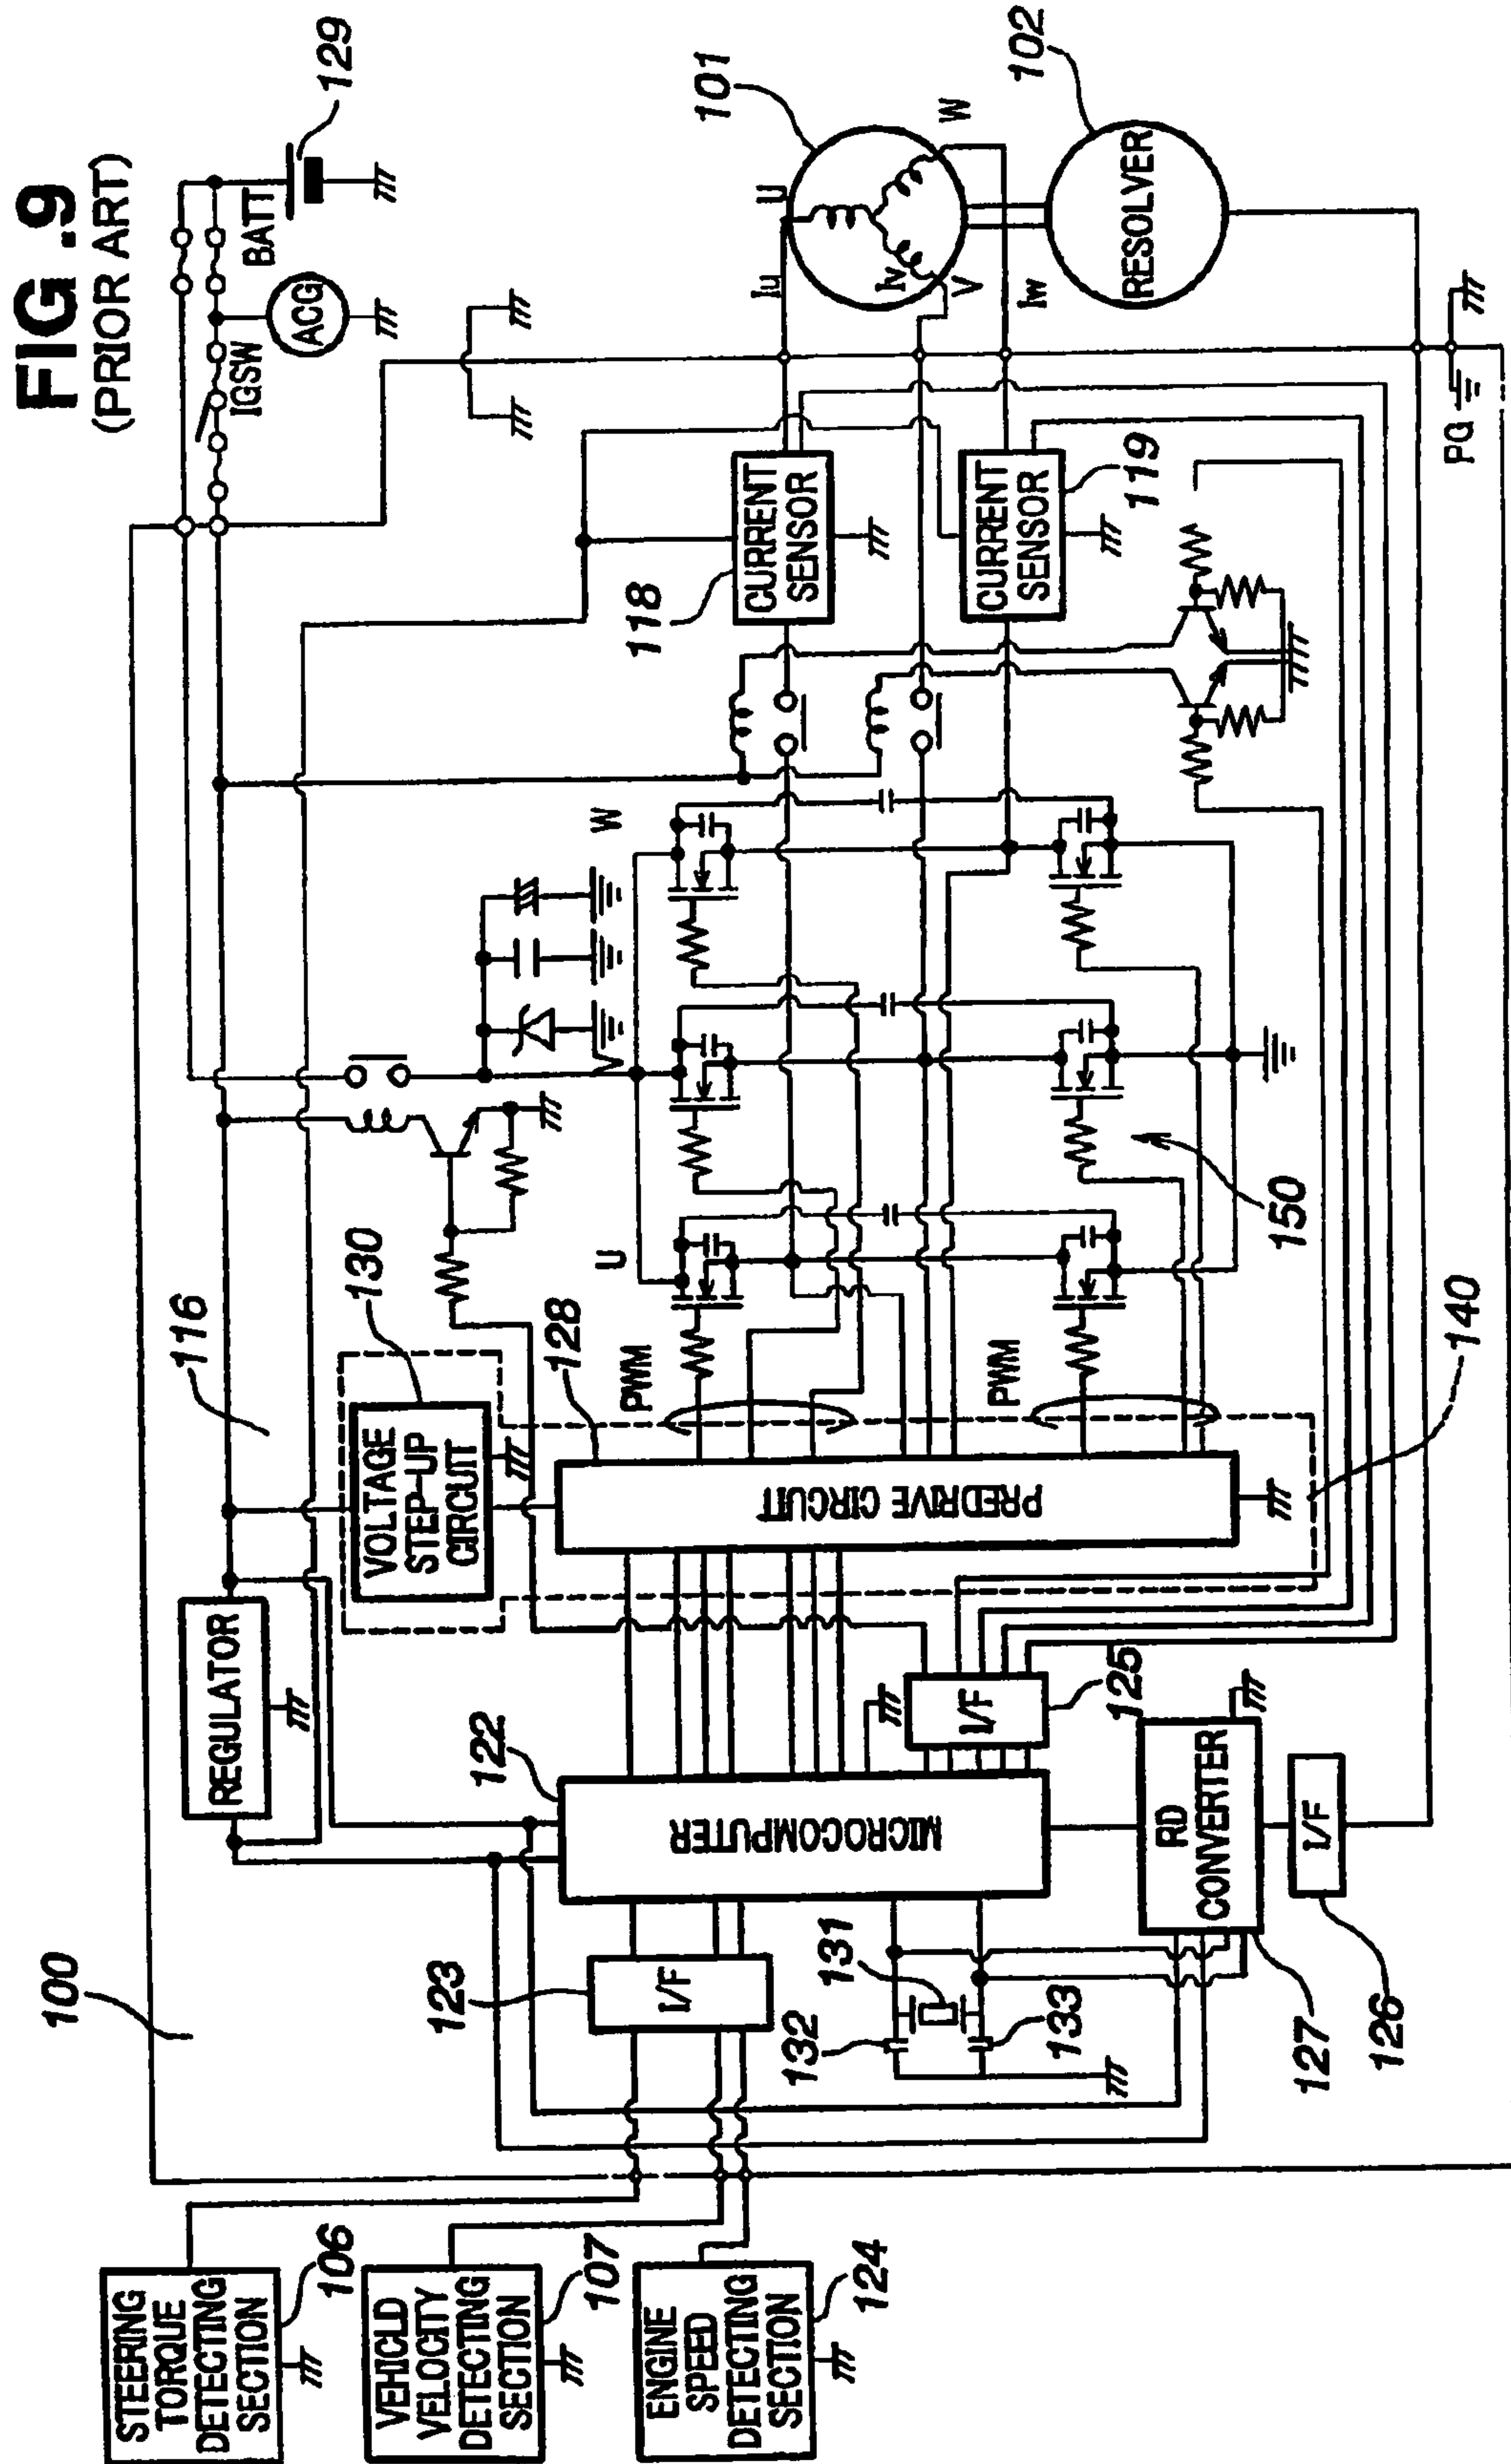 FIG .9
(PRIOR ART)
100
116
129
BATT
ACG
IGSW
REGULATOR
VOLTAGE
STEP-UP
CIRCUIT
130
STEERING
TORQUE
DETECTING
SECTION
106
VEHICLD
VELOCITY
DETECTING
SECTION
107
ENGINE
SPEED
DETECTING
SECTION
124
123
I/F
122
MICROCOMPUTER
128
PREDRIVE CIRCUIT
PWM
PWM
U
V
W
150
140
118
CURRENT
SENSOR
CURRENT
SENSOR
119
101
U
Iu
Iv
V
W
Iw
102
RESOLVER
PG
I/F
125
131
132
133
RD
CONVERTER
127
I/F
126